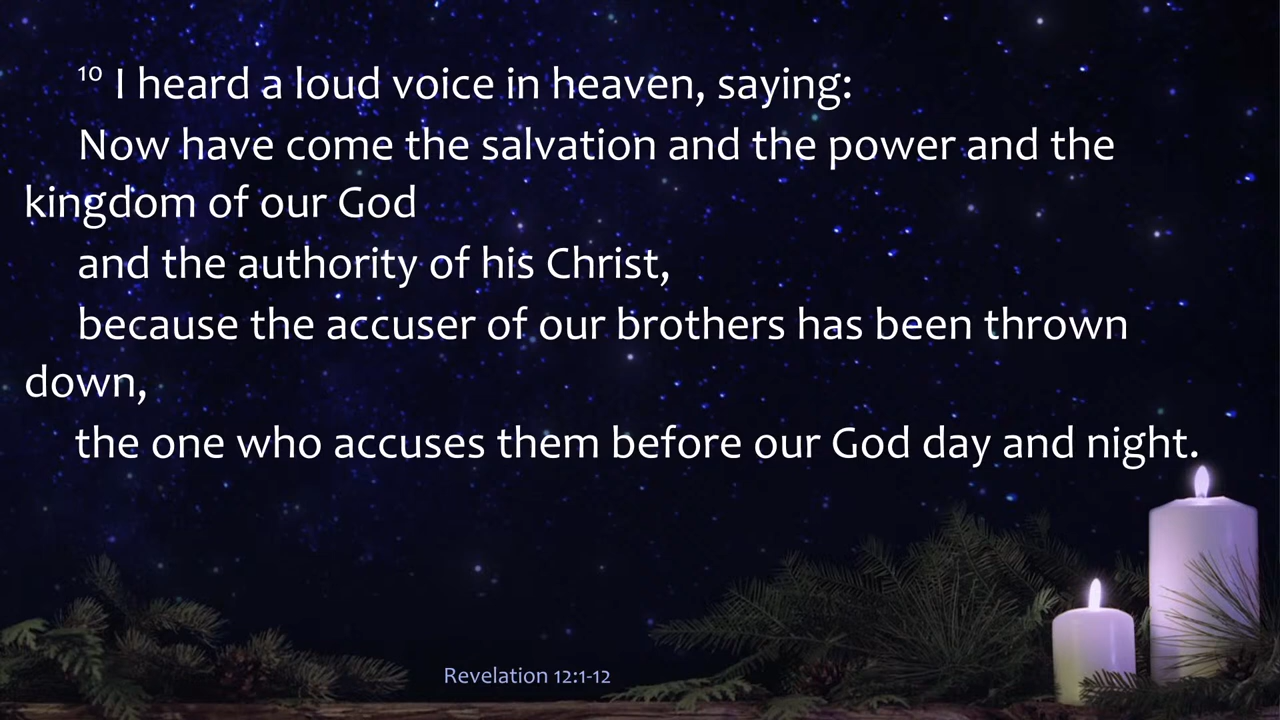 10 I heard a loud voice in heaven, saying:
Now have come the salvation and the power and the
kingdom of our God
and the authority of his Christ,
because the accuser of our brothers has been thrown
down,
the one who accuses them before our God day and night.
Revelation 12:1-12